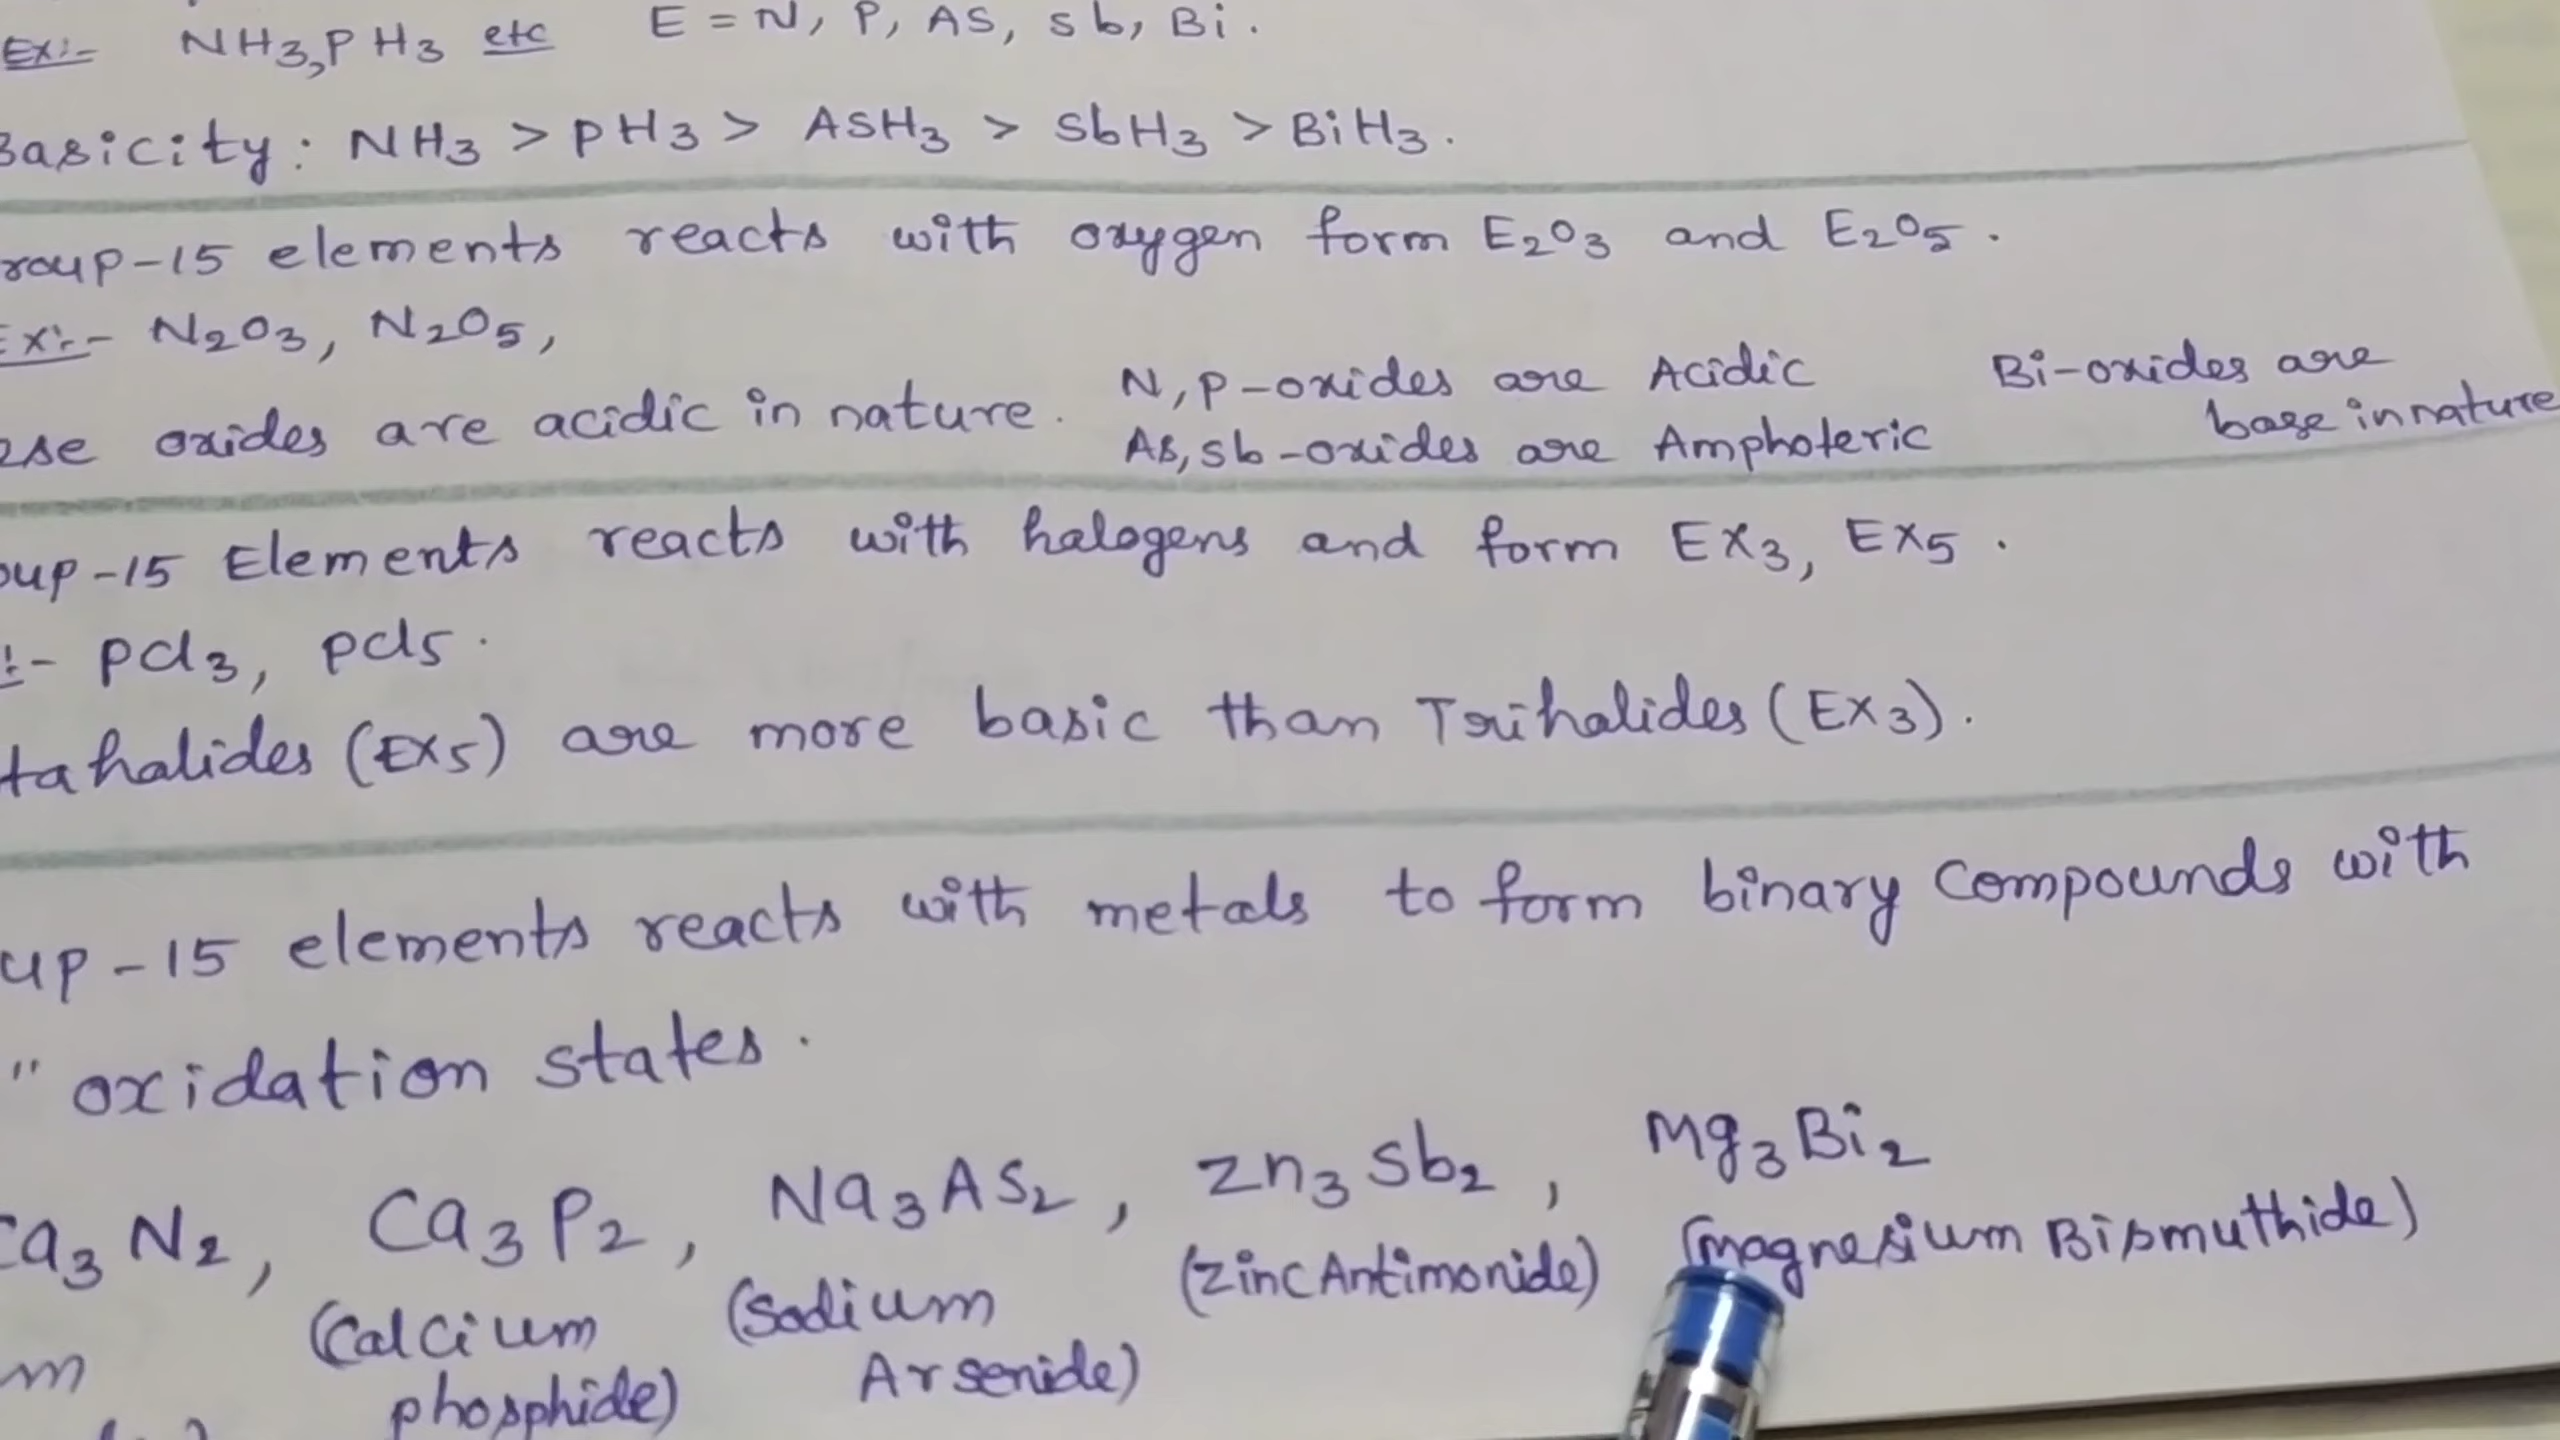 Ex:- NH3, PH3 etc E = N, P, AS, Sb, Bi.
Basicity: NH3 > PH3 > ASH3 > SbH3 > BiH3.
roup-15 elements reacts with oxygen form E2O3 and E2O5.
Ex:- N2O3, N2O5,
ese oxides are acidic in nature. N, P-oxides are Acidic Bi-oxides are
As, Sb-oxides are Amphoteric base in nature
oup-15 Elements reacts with halogens and form EX3, EX5.
:- PCl3, PCl5.
tahalides (EX5) are more basic than Trihalides (EX3).
up-15 elements reacts with metals to form binary compounds with
" oxidation states.
Ca3N2, Ca3P2, Na3AS2, Zn3Sb2, Mg3Bi2
(Calcium (Sodium (Zinc Antimonide) (magnesium Bismuthide)
m phosphide) Arsenide)